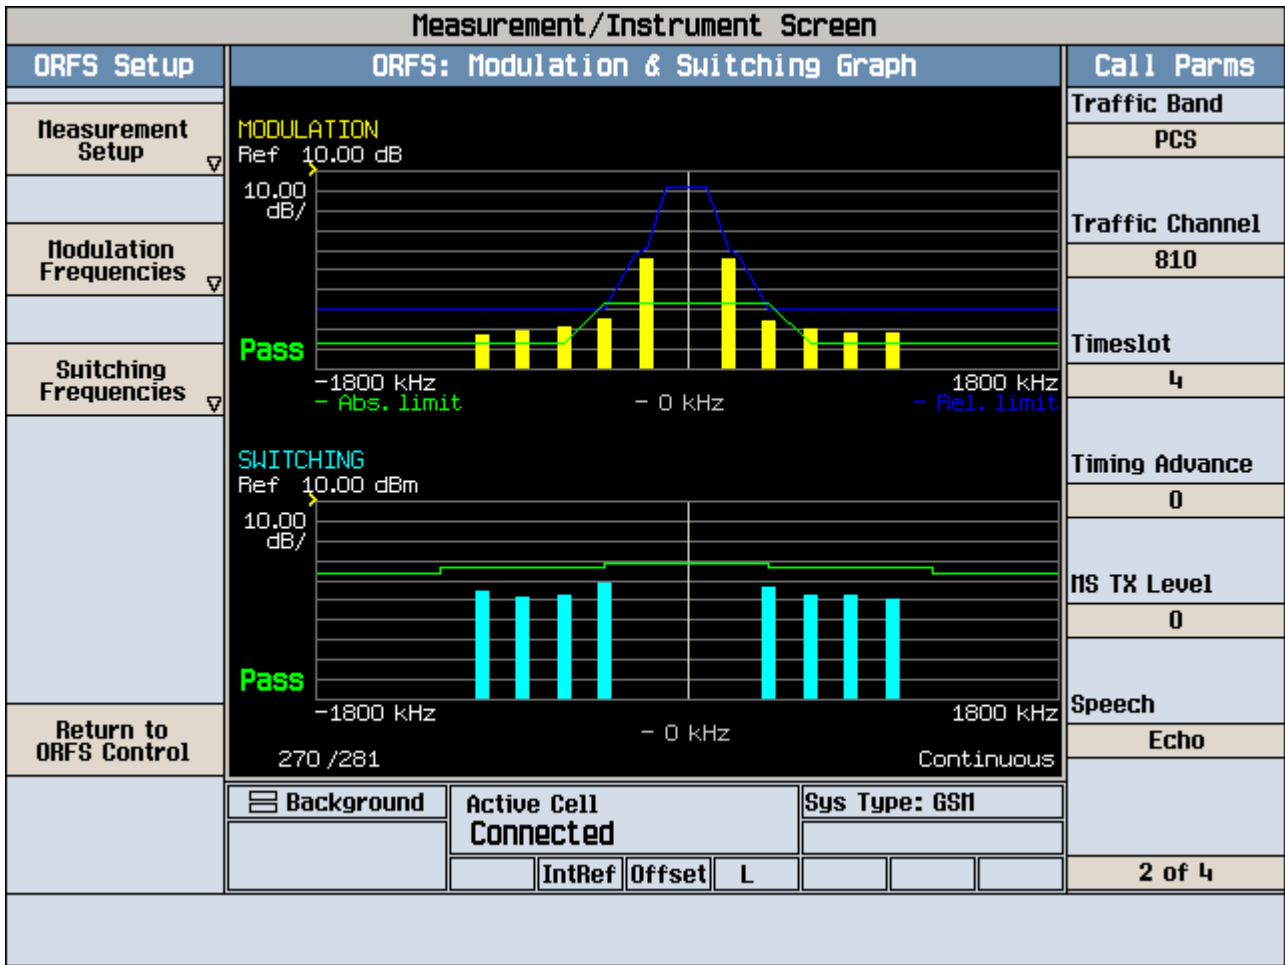 Measurement/Instrument Screen
ORFS Setup
Measurement
Setup
Modulation
Frequencies
Switching
Frequencies
Return to
ORFS Control
ORFS: Modulation & Switching Graph
MODULATION
Ref 10.00 dB
10.00
dB/
Pass
-1800 kHz
1800 kHz
- Abs. limit
- 0 kHz
- Rel. limit
SWITCHING
Ref 10.00 dBm
10.00
dB/
Pass
-1800 kHz
1800 kHz
- 0 kHz
270 /281
Continuous
Background
Active Cell
Connected
Sys Type: GSM
IntRef
Offset
L
Call Parms
Traffic Band
PCS
Traffic Channel
810
Timeslot
4
Timing Advance
0
MS TX Level
0
Speech
Echo
2 of 4